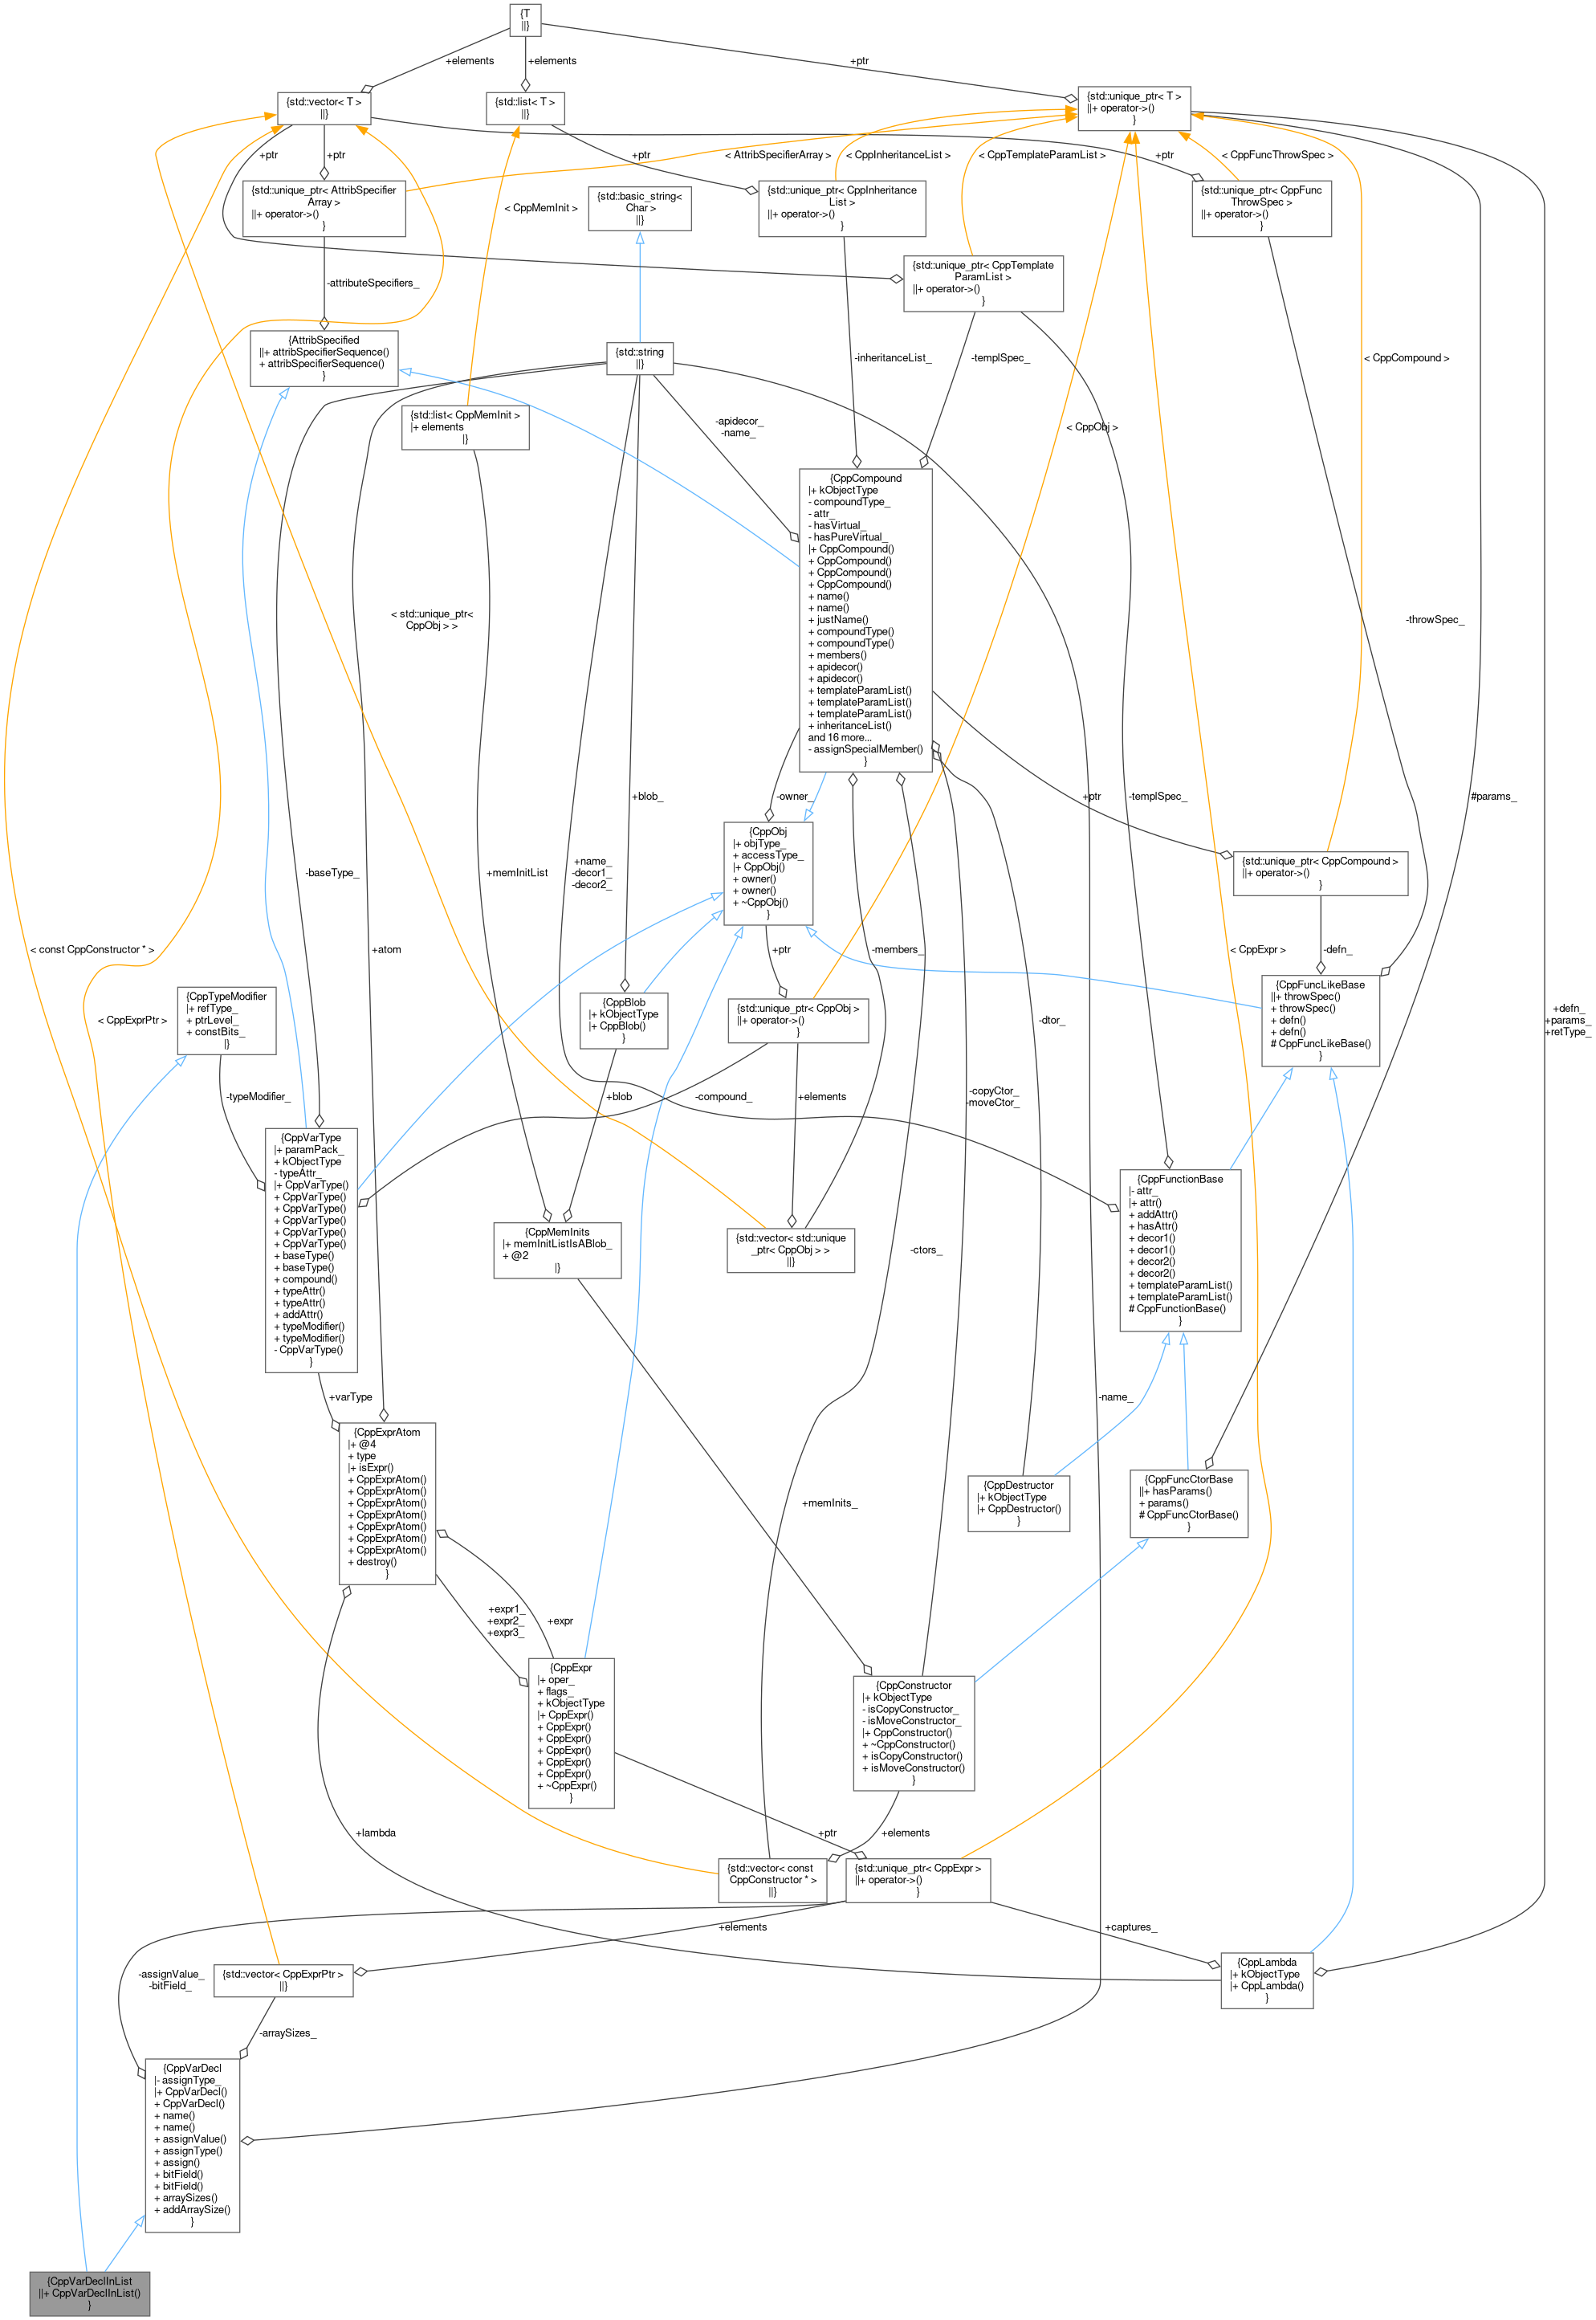 {T
||}
+elements
+elements
+ptr
{std::vector< T >
||}
{std::list< T >
||}
{std::unique_ptr< T >
||+ operator->()
}
+ptr
+ptr
+ptr
< AttribSpecifierArray >
< CppInheritanceList >
< CppTemplateParamList >
+ptr
< CppFuncThrowSpec >
{std::unique_ptr< AttribSpecifier
Array >
||+ operator->()
}
{std::basic_string<
Char >
||}
{std::unique_ptr< CppInheritance
List >
||+ operator->()
}
{std::unique_ptr< CppFunc
ThrowSpec >
||+ operator->()
}
< CppMemInit >
{std::unique_ptr< CppTemplate
ParamList >
||+ operator->()
}
-attributeSpecifiers_
{AttribSpecified
||+ attribSpecifierSequence()
+ attribSpecifierSequence()
}
{std::string
||}
-inheritanceList_
-templSpec_
< CppCompound >
{std::list< CppMemInit >
|+ elements
|}
-apidecor_
-name_
< CppObj >
{CppCompound
|+ kObjectType
- compoundType_
- attr_
- hasVirtual_
- hasPureVirtual_
|+ CppCompound()
+ CppCompound()
+ CppCompound()
+ CppCompound()
+ name()
+ name()
+ justName()
+ compoundType()
+ compoundType()
+ members()
+ apidecor()
+ apidecor()
+ templateParamList()
+ templateParamList()
+ templateParamList()
+ inheritanceList()
and 16 more...
- assignSpecialMember()
}
< std::unique_ptr<
CppObj > >
-throwSpec_
+blob_
-owner_
+ptr
-templSpec_
#params_
{CppObj
|+ objType_
+ accessType_
|+ CppObj()
+ owner()
+ owner()
+ ~CppObj()
}
{std::unique_ptr< CppCompound >
||+ operator->()
}
-baseType_
+memInitList
+name_
-decor1_
-decor2_
< const CppConstructor * >
+atom
+ptr
-members_
< CppExpr >
-defn_
{CppTypeModifier
|+ refType_
+ ptrLevel_
+ constBits_
|}
< CppExprPtr >
{CppBlob
|+ kObjectType
|+ CppBlob()
}
{std::unique_ptr< CppObj >
||+ operator->()
}
-dtor_
{CppFuncLikeBase
||+ throwSpec()
+ throwSpec()
+ defn()
+ defn()
# CppFuncLikeBase()
}
+defn_
+params_
+retType_
-typeModifier_
+blob
-compound_
+elements
-copyCtor_
-moveCtor_
{CppVarType
|+ paramPack_
+ kObjectType
- typeAttr_
|+ CppVarType()
+ CppVarType()
+ CppVarType()
+ CppVarType()
+ CppVarType()
+ CppVarType()
+ baseType()
+ baseType()
+ compound()
+ typeAttr()
+ typeAttr()
+ addAttr()
+ typeModifier()
+ typeModifier()
- CppVarType()
}
{CppMemInits
|+ memInitListIsABlob_
+ @2
|}
{std::vector< std::unique
_ptr< CppObj > >
||}
-ctors_
{CppFunctionBase
|- attr_
|+ attr()
+ addAttr()
+ hasAttr()
+ decor1()
+ decor1()
+ decor2()
+ decor2()
+ templateParamList()
+ templateParamList()
# CppFunctionBase()
}
+varType
-name_
{CppExprAtom
|+ @4
+ type
|+ isExpr()
+ CppExprAtom()
+ CppExprAtom()
+ CppExprAtom()
+ CppExprAtom()
+ CppExprAtom()
+ CppExprAtom()
+ CppExprAtom()
+ destroy()
}
+memInits_
{CppDestructor
|+ kObjectType
|+ CppDestructor()
}
{CppFuncCtorBase
||+ hasParams()
+ params()
# CppFuncCtorBase()
}
+expr1_
+expr2_
+expr3_
+expr
{CppExpr
|+ oper_
+ flags_
+ kObjectType
|+ CppExpr()
+ CppExpr()
+ CppExpr()
+ CppExpr()
+ CppExpr()
+ CppExpr()
+ ~CppExpr()
}
{CppConstructor
|+ kObjectType
- isCopyConstructor_
- isMoveConstructor_
|+ CppConstructor()
+ ~CppConstructor()
+ isCopyConstructor()
+ isMoveConstructor()
}
+lambda
+ptr
+elements
{std::vector< const
CppConstructor * >
||}
{std::unique_ptr< CppExpr >
||+ operator->()
}
+elements
+captures_
-assignValue_
-bitField_
{std::vector< CppExprPtr >
||}
{CppLambda
|+ kObjectType
|+ CppLambda()
}
-arraySizes_
{CppVarDecl
|- assignType_
|+ CppVarDecl()
+ CppVarDecl()
+ name()
+ name()
+ assignValue()
+ assignType()
+ assign()
+ bitField()
+ bitField()
+ arraySizes()
+ addArraySize()
}
{CppVarDeclInList
||+ CppVarDeclInList()
}